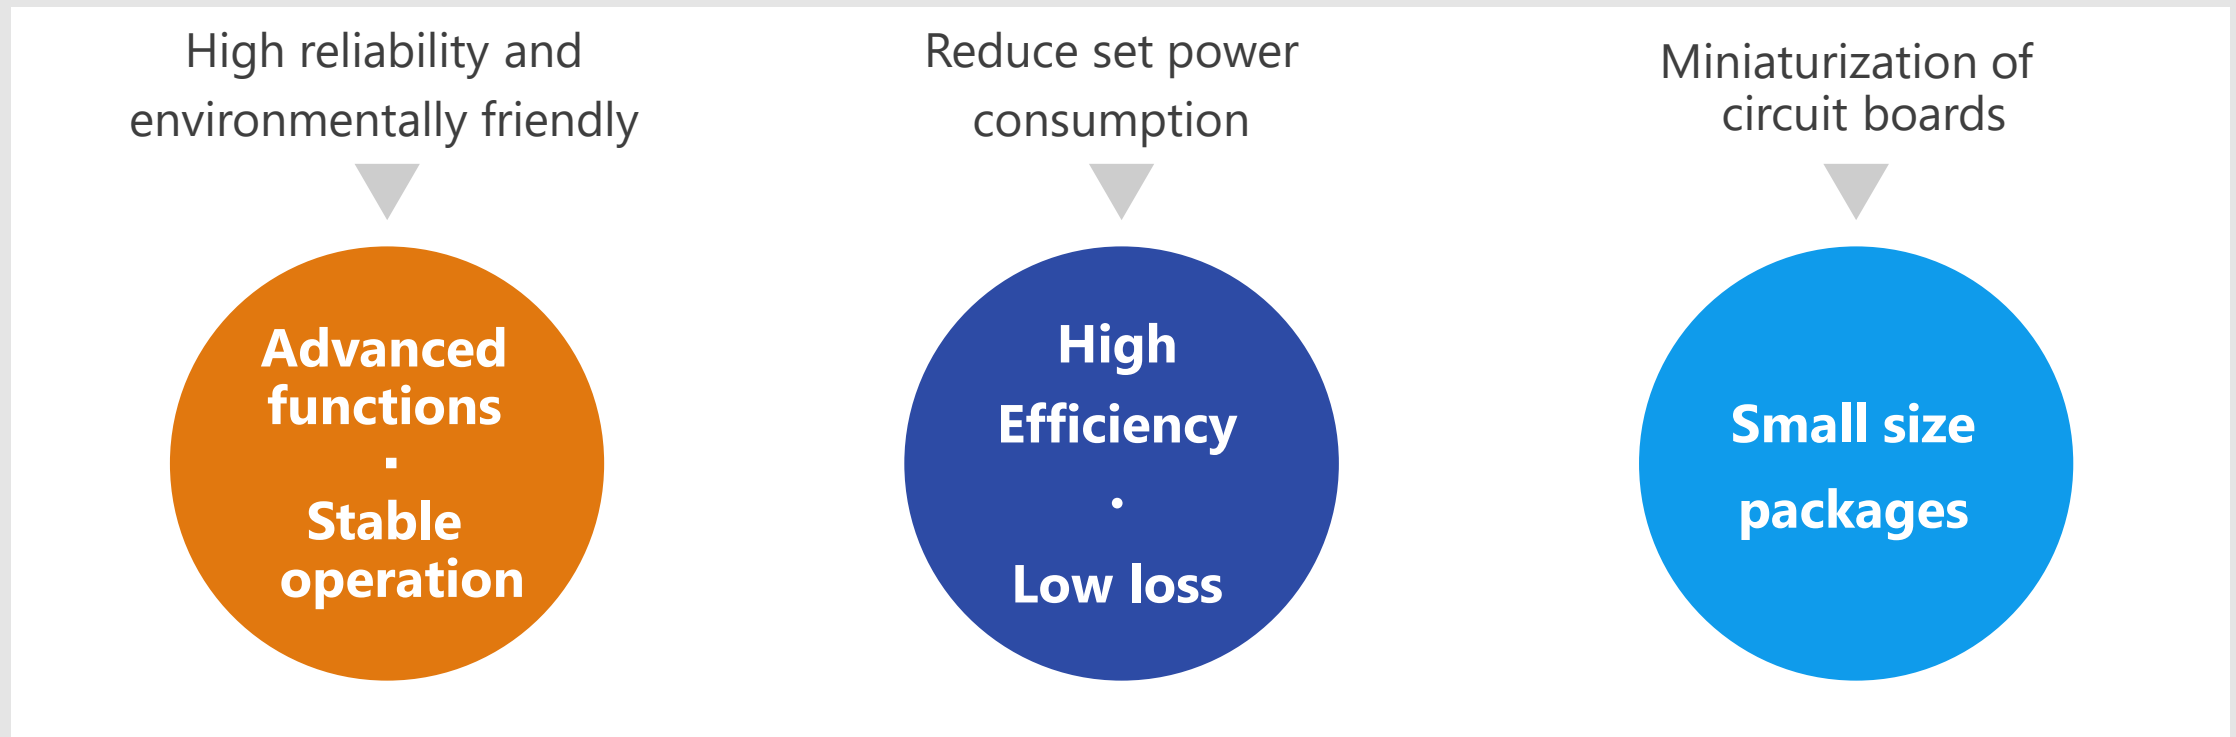 High reliability and
environmentally friendly
Advanced
functions
·
Stable
operation
Reduce set power
consumption
High
Efficiency
·
Low loss
Miniaturization of
circuit boards
Small size
packages